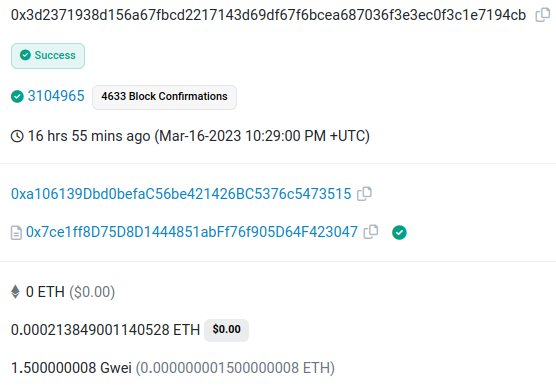 0x3d2371938d156a67fbcd2217143d69df67f6bcea687036f3e3ec0f3c1e7194cb
Success
3104965 4633 Block Confirmations
16 hrs 55 mins ago (Mar-16-2023 10:29:00 PM +UTC)
0xa106139Dbd0befaC56be421426BC5376c5473515
0x7ce1ff8D75D8D1444851abFf76f905D64F423047
0 ETH ($0.00)
0.000213849001140528 ETH $0.00
1.500000008 Gwei (0.000000001500000008 ETH)